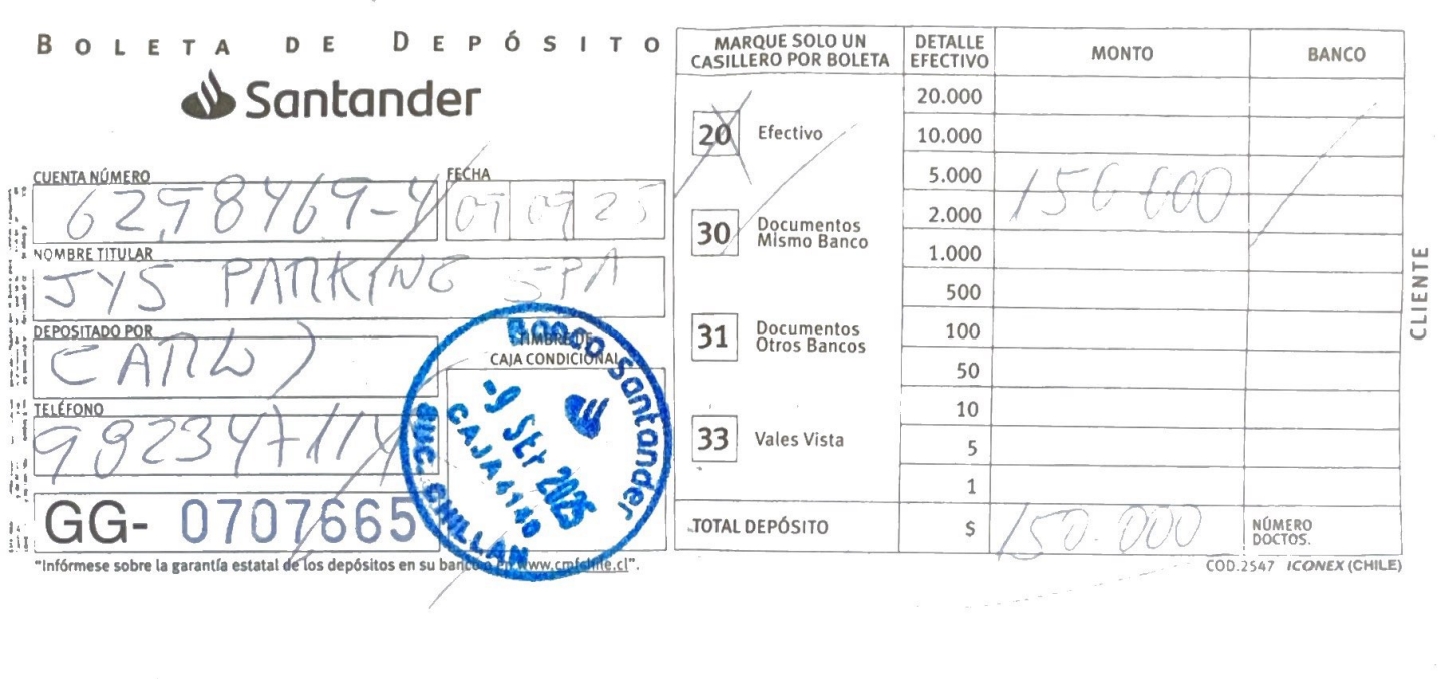 BOLETA DE DEPÓSITO
Santander
CUENTA NÚMERO
FECHA
09 09 25
NOMBRE TITULAR
JYS PARKING SPA
DEPOSITADO POR
TELÉFONO
982347114
GG- 0707665
"Infórmese sobre la garantía estatal de los depósitos en su banco o en www.cmfchile.cl".
TIMBRE DE
CAJA CONDICIONAL
Banco Santander
-9 SEP 2025
CAJA 4140
SUC. CHILLAN
MARQUE SOLO UN
CASILLERO POR BOLETA
20 Efectivo
30 Documentos
Mismo Banco
31 Documentos
Otros Bancos
33 Vales Vista
TOTAL DEPÓSITO
DETALLE
EFECTIVO
MONTO
BANCO
20.000
10.000
5.000
150.000
2.000
1.000
500
100
50
10
5
1
$ 150.000
NÚMERO
DOCTOS.
COD.2547 ICONEX (CHILE)
CLIENTE